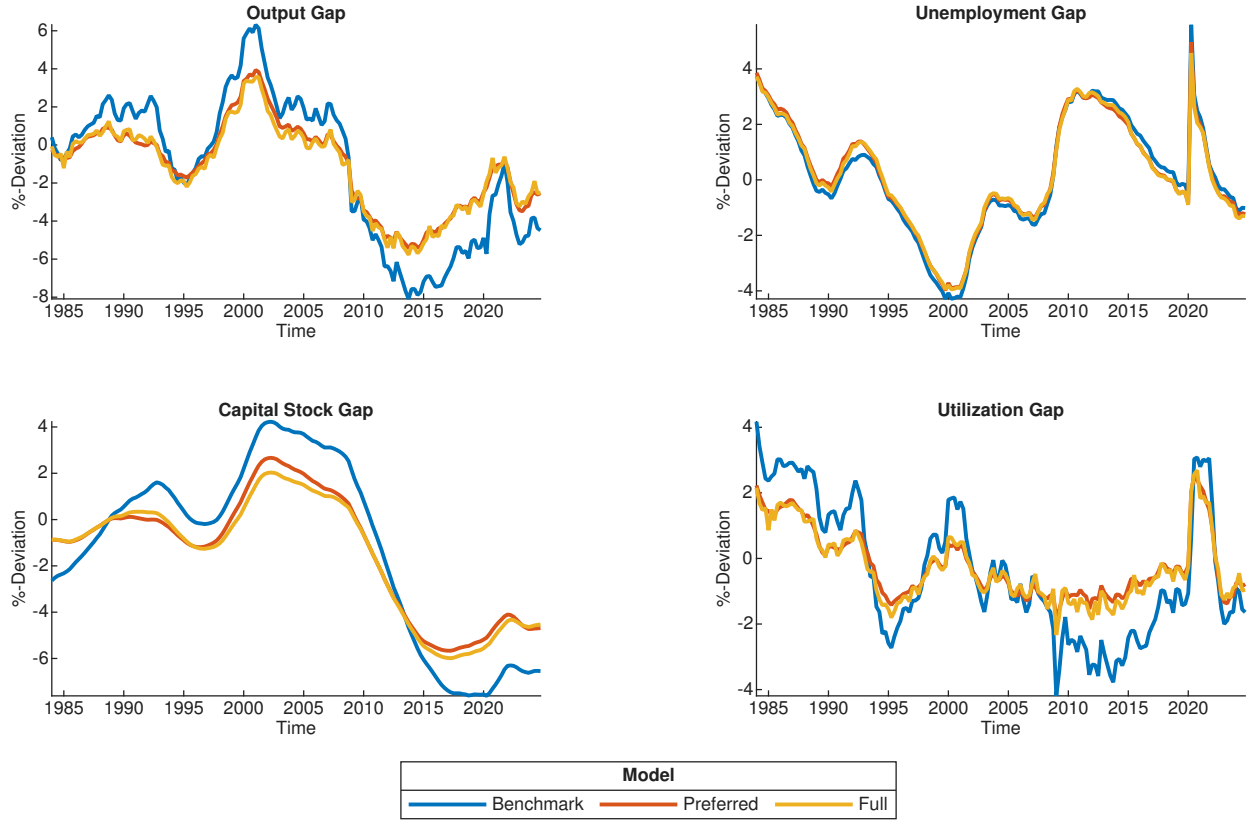 Output Gap
%-Deviation
6
4
2
0
-2
-4
-6
-8
1985 1990 1995 2000 2005 2010 2015 2020
Time
Unemployment Gap
%-Deviation
4
2
0
-2
-4
1985 1990 1995 2000 2005 2010 2015 2020
Time
Capital Stock Gap
%-Deviation
4
2
0
-2
-4
-6
1985 1990 1995 2000 2005 2010 2015 2020
Time
Utilization Gap
%-Deviation
4
2
0
-2
-4
1985 1990 1995 2000 2005 2010 2015 2020
Time
Model
Benchmark Preferred Full